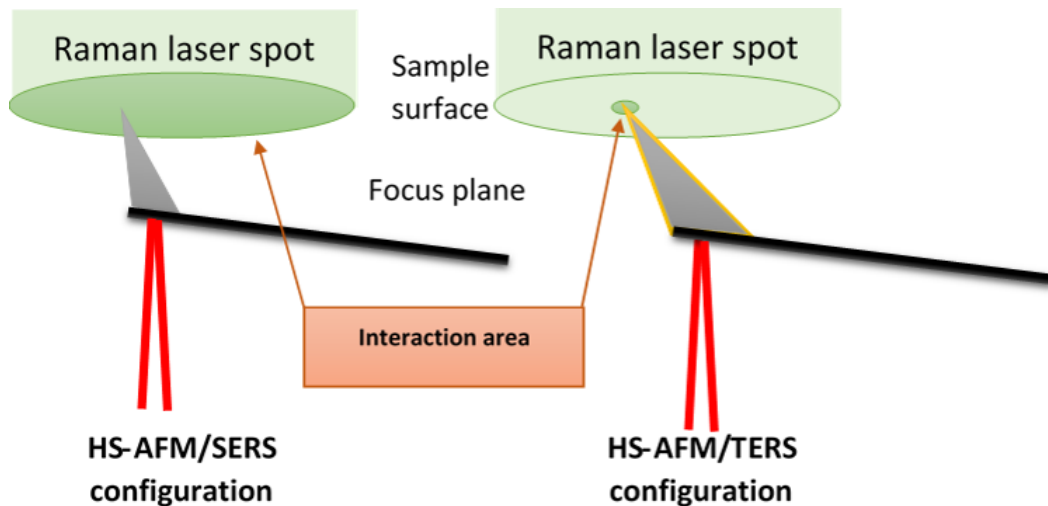 Raman laser spot
Sample
surface
Raman laser spot
Focus plane
Interaction area
HS-AFM/SERS
configuration
HS-AFM/TERS
configuration